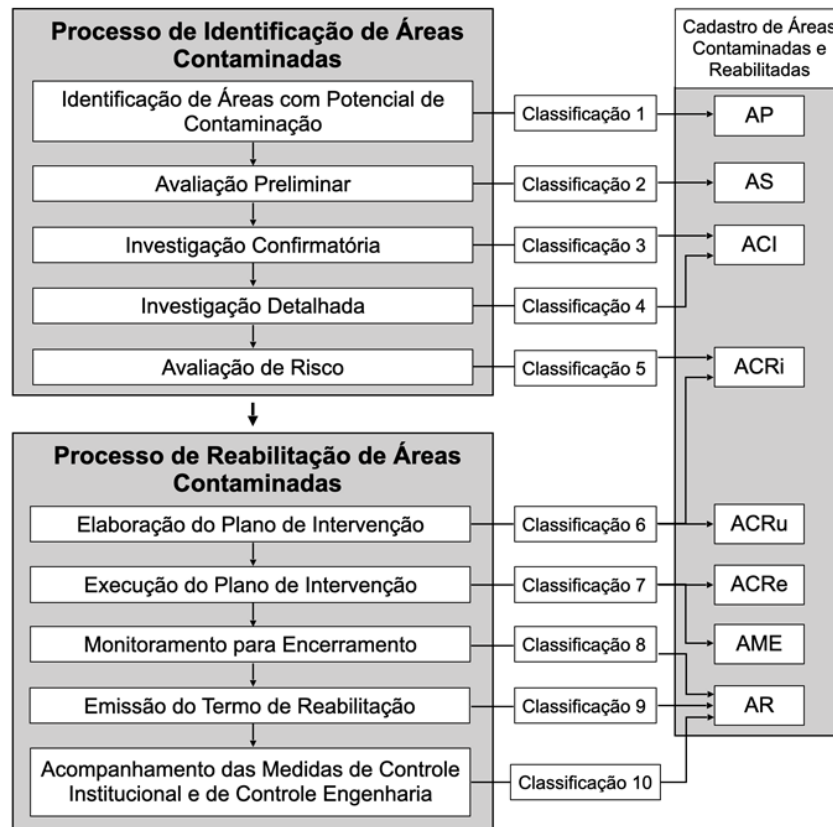 Processo de Identificação de Áreas
Contaminadas
Identificação de Áreas com Potencial de
Contaminação
Avaliação Preliminar
Investigação Confirmatória
Investigação Detalhada
Avaliação de Risco
Classificação 1
Classificação 2
Classificação 3
Classificação 4
Classificação 5
Processo de Reabilitação de Áreas
Contaminadas
Elaboração do Plano de Intervenção
Execução do Plano de Intervenção
Monitoramento para Encerramento
Emissão do Termo de Reabilitação
Acompanhamento das Medidas de Controle
Institucional e de Controle Engenharia
Classificação 6
Classificação 7
Classificação 8
Classificação 9
Classificação 10
Cadastro de Áreas
Contaminadas e
Reabilitadas
AP
AS
ACI
ACRi
ACRu
ACRe
AME
AR